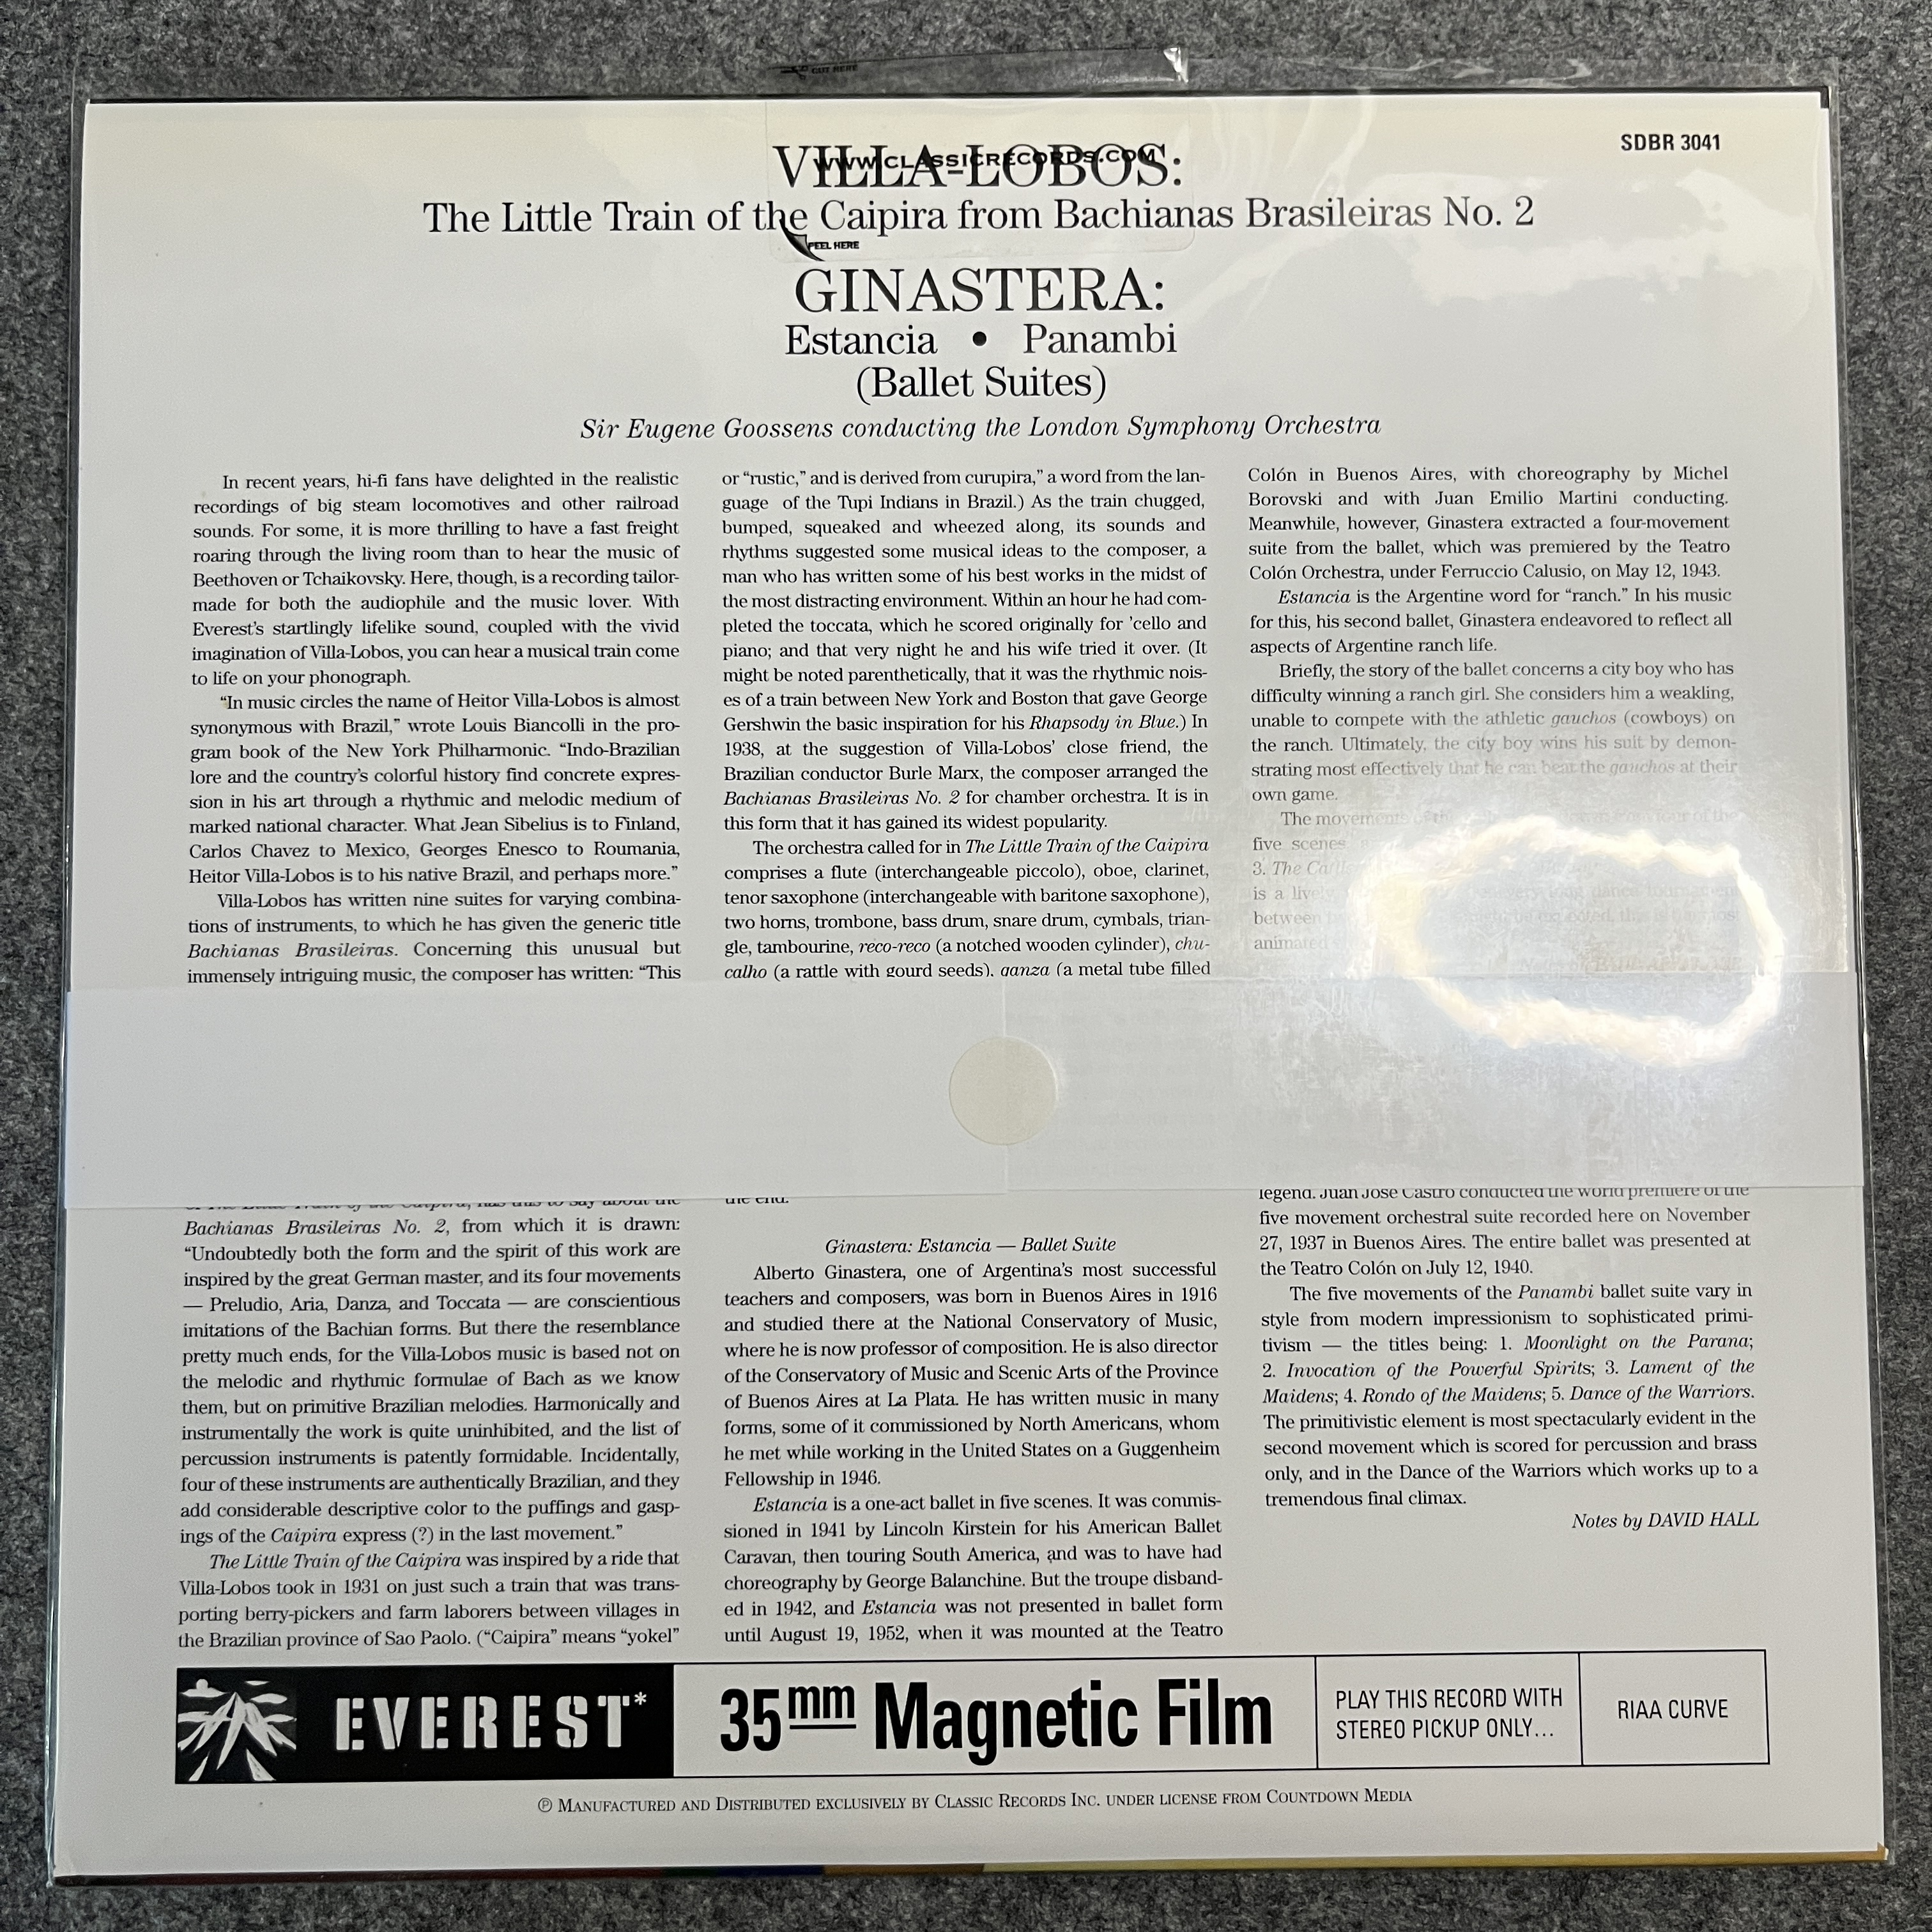 CUT HERE
SDBR 3041
VILLA-LOBOS:
WWW.CLASSICRECORDS.COM
The Little Train of the Caipira from Bachianas Brasileiras No. 2
PEEL HERE
GINASTERA:
Estancia • Panambi
(Ballet Suites)
Sir Eugene Goossens conducting the London Symphony Orchestra
In recent years, hi-fi fans have delighted in the realistic
recordings of big steam locomotives and other railroad
sounds. For some, it is more thrilling to have a fast freight
roaring through the living room than to hear the music of
Beethoven or Tchaikovsky. Here, though, is a recording tailor-
made for both the audiophile and the music lover. With
Everest's startlingly lifelike sound, coupled with the vivid
imagination of Villa-Lobos, you can hear a musical train come
to life on your phonograph.
“In music circles the name of Heitor Villa-Lobos is almost
synonymous with Brazil,” wrote Louis Biancolli in the pro-
gram book of the New York Philharmonic. “Indo-Brazilian
lore and the country's colorful history find concrete expres-
sion in his art through a rhythmic and melodic medium of
marked national character. What Jean Sibelius is to Finland,
Carlos Chavez to Mexico, Georges Enesco to Roumania,
Heitor Villa-Lobos is to his native Brazil, and perhaps more.”
Villa-Lobos has written nine suites for varying combina-
tions of instruments, to which he has given the generic title
Bachianas Brasileiras. Concerning this unusual but
immensely intriguing music, the composer has written: “This
of The Little Train of the Caipira, has this to say about the
Bachianas Brasileiras No. 2, from which it is drawn:
“Undoubtedly both the form and the spirit of this work are
inspired by the great German master, and its four movements
— Preludio, Aria, Danza, and Toccata — are conscientious
imitations of the Bachian forms. But there the resemblance
pretty much ends, for the Villa-Lobos music is based not on
the melodic and rhythmic formulae of Bach as we know
them, but on primitive Brazilian melodies. Harmonically and
instrumentally the work is quite uninhibited, and the list of
percussion instruments is patently formidable. Incidentally,
four of these instruments are authentically Brazilian, and they
add considerable descriptive color to the puffings and gasp-
ings of the Caipira express (?) in the last movement.”
The Little Train of the Caipira was inspired by a ride that
Villa-Lobos took in 1931 on just such a train that was trans-
porting berry-pickers and farm laborers between villages in
the Brazilian province of Sao Paolo. (“Caipira” means “yokel”
or “rustic,” and is derived from curupira,” a word from the lan-
guage of the Tupi Indians in Brazil.) As the train chugged,
bumped, squeaked and wheezed along, its sounds and
rhythms suggested some musical ideas to the composer, a
man who has written some of his best works in the midst of
the most distracting environment. Within an hour he had com-
pleted the toccata, which he scored originally for 'cello and
piano; and that very night he and his wife tried it over. (It
might be noted parenthetically, that it was the rhythmic nois-
es of a train between New York and Boston that gave George
Gershwin the basic inspiration for his Rhapsody in Blue.) In
1938, at the suggestion of Villa-Lobos' close friend, the
Brazilian conductor Burle Marx, the composer arranged the
Bachianas Brasileiras No. 2 for chamber orchestra. It is in
this form that it has gained its widest popularity.
The orchestra called for in The Little Train of the Caipira
comprises a flute (interchangeable piccolo), oboe, clarinet,
tenor saxophone (interchangeable with baritone saxophone),
two horns, trombone, bass drum, snare drum, cymbals, trian-
gle, tambourine, reco-reco (a notched wooden cylinder), chu-
calho (a rattle with gourd seeds), ganza (a metal tube filled
the end.
Ginastera: Estancia — Ballet Suite
Alberto Ginastera, one of Argentina's most successful
teachers and composers, was born in Buenos Aires in 1916
and studied there at the National Conservatory of Music,
where he is now professor of composition. He is also director
of the Conservatory of Music and Scenic Arts of the Province
of Buenos Aires at La Plata. He has written music in many
forms, some of it commissioned by North Americans, whom
he met while working in the United States on a Guggenheim
Fellowship in 1946.
Estancia is a one-act ballet in five scenes. It was commis-
sioned in 1941 by Lincoln Kirstein for his American Ballet
Caravan, then touring South America, and was to have had
choreography by George Balanchine. But the troupe disband-
ed in 1942, and Estancia was not presented in ballet form
until August 19, 1952, when it was mounted at the Teatro
Colón in Buenos Aires, with choreography by Michel
Borovski and with Juan Emilio Martini conducting.
Meanwhile, however, Ginastera extracted a four-movement
suite from the ballet, which was premiered by the Teatro
Colón Orchestra, under Ferruccio Calusio, on May 12, 1943.
Estancia is the Argentine word for “ranch.” In his music
for this, his second ballet, Ginastera endeavored to reflect all
aspects of Argentine ranch life.
Briefly, the story of the ballet concerns a city boy who has
difficulty winning a ranch girl. She considers him a weakling,
unable to compete with the athletic gauchos (cowboys) on
the ranch. Ultimately, the city boy wins his suit by demon-
strating most effectively that he can beat the gauchos at their
own game.
The movements of the
five scenes
3. The
is a lively
between
animated
legend. Juan José Castro conducted the world premiere of the
five movement orchestral suite recorded here on November
27, 1937 in Buenos Aires. The entire ballet was presented at
the Teatro Colón on July 12, 1940.
The five movements of the Panambi ballet suite vary in
style from modern impressionism to sophisticated primi-
tivism — the titles being: 1. Moonlight on the Parana;
2. Invocation of the Powerful Spirits; 3. Lament of the
Maidens; 4. Rondo of the Maidens; 5. Dance of the Warriors.
The primitivistic element is most spectacularly evident in the
second movement which is scored for percussion and brass
only, and in the Dance of the Warriors which works up to a
tremendous final climax.
Notes by DAVID HALL
EVEREST*
35mm Magnetic Film
PLAY THIS RECORD WITH
STEREO PICKUP ONLY...
RIAA CURVE
℗ MANUFACTURED AND DISTRIBUTED EXCLUSIVELY BY CLASSIC RECORDS INC. UNDER LICENSE FROM COUNTDOWN MEDIA